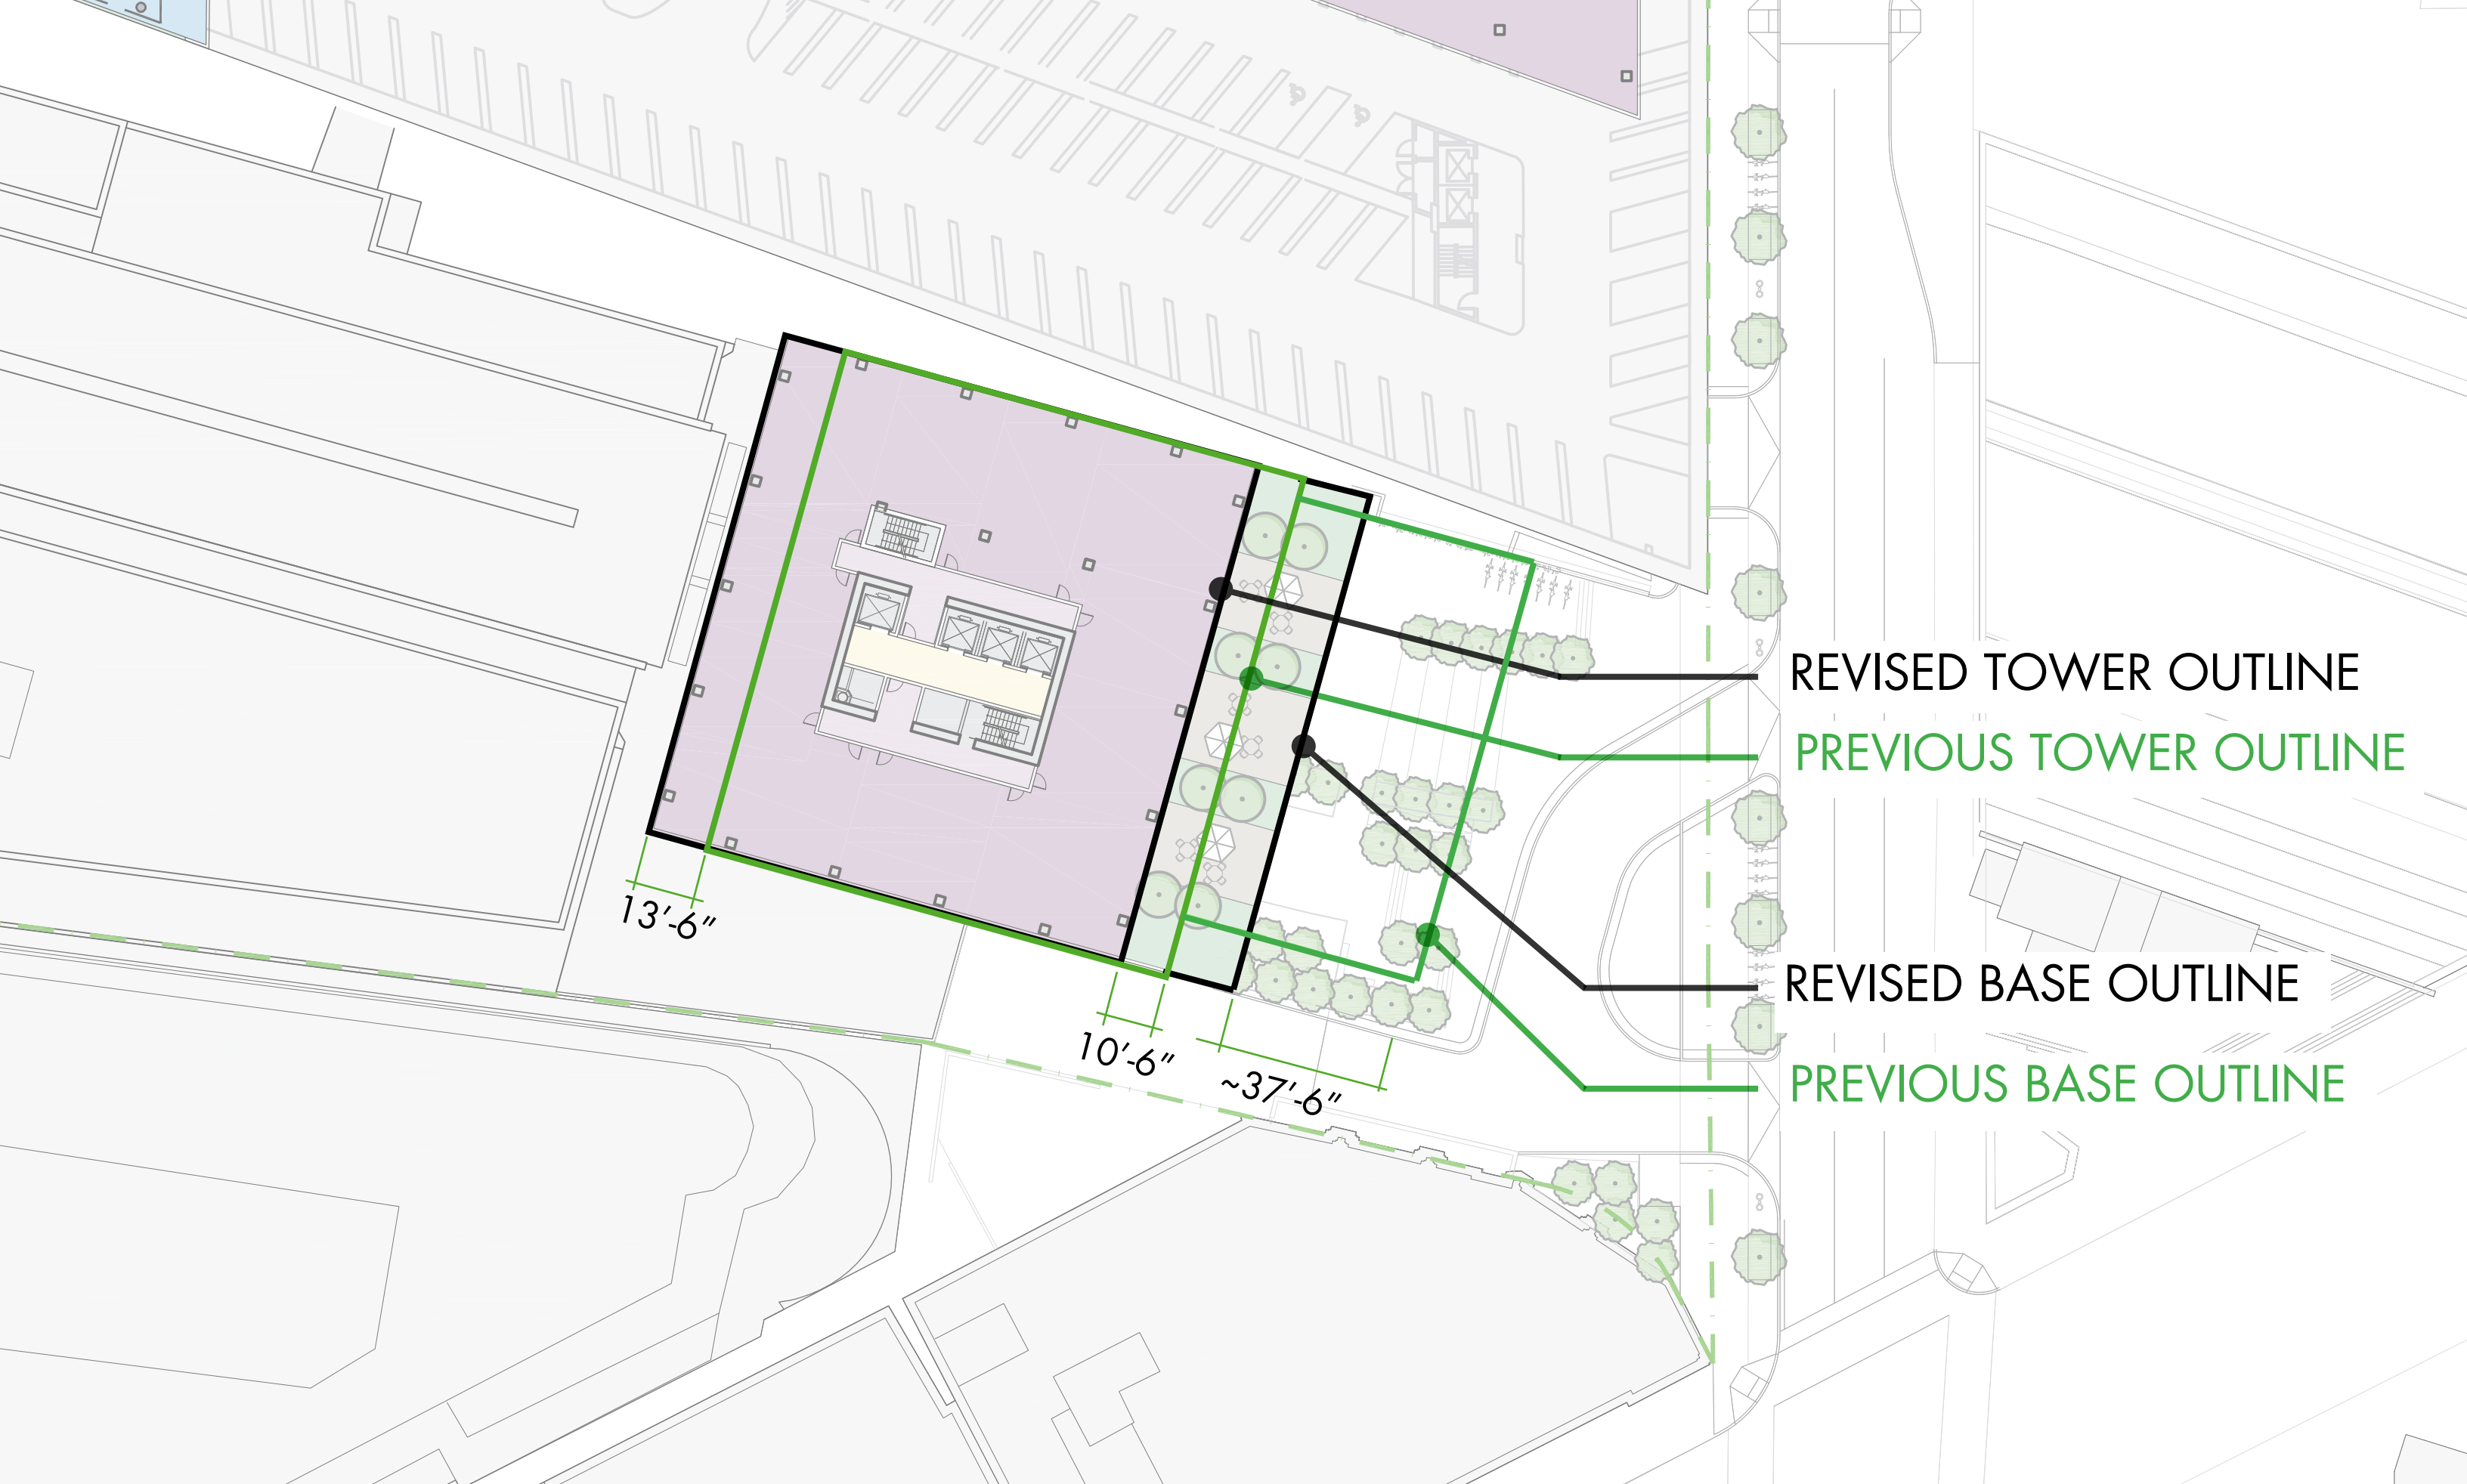 REVISED TOWER OUTLINE
PREVIOUS TOWER OUTLINE
13'-6"
REVISED BASE OUTLINE
10'-6"
~37'-6"
PREVIOUS BASE OUTLINE